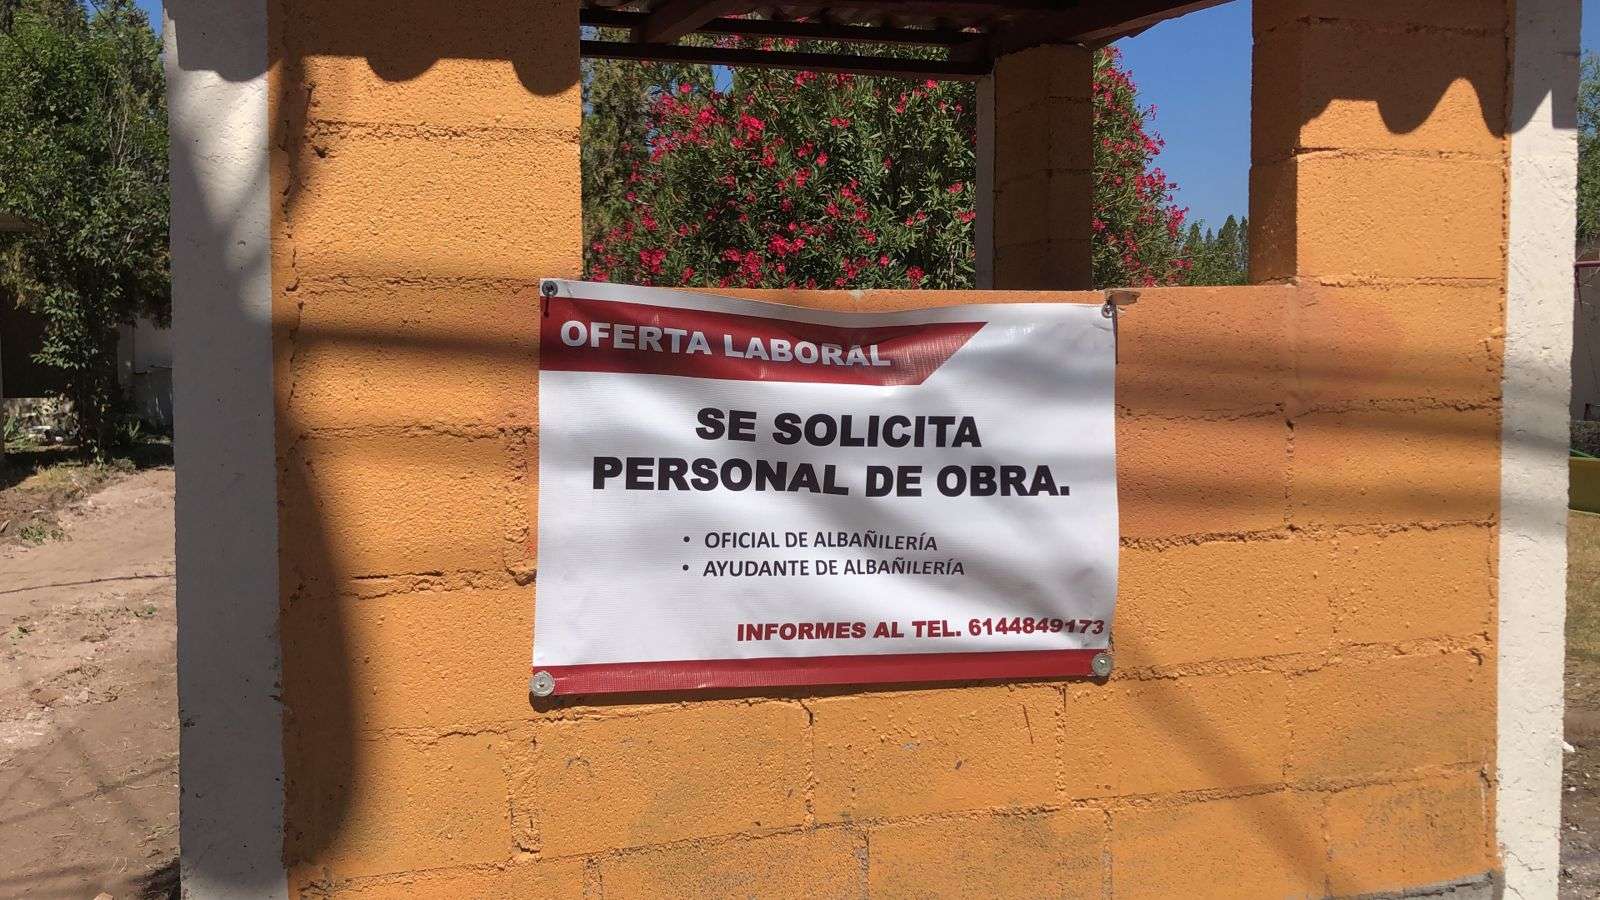 OFERTA LABORAL
SE SOLICITA
PERSONAL DE OBRA.
• OFICIAL DE ALBAÑILERÍA
• AYUDANTE DE ALBAÑILERÍA
INFORMES AL TEL. 6144849173